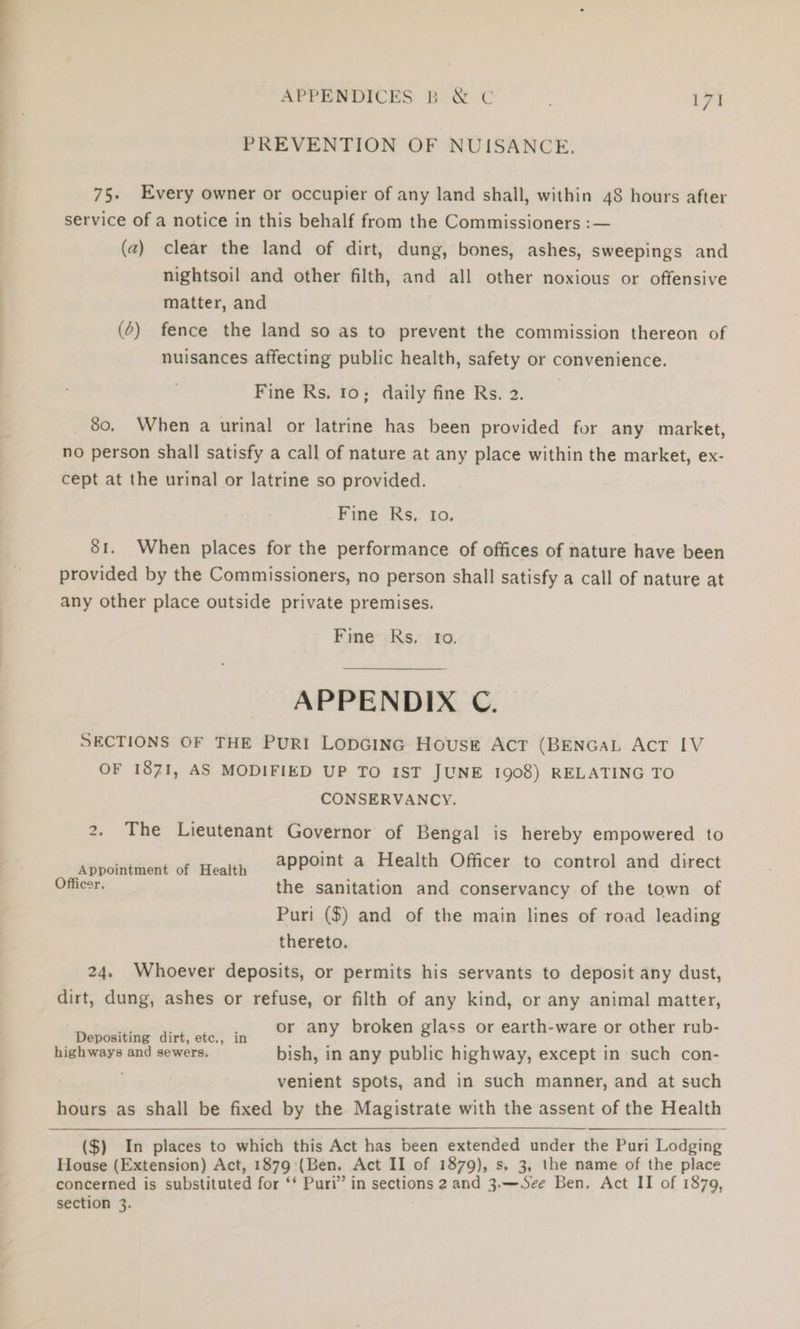 APPENDICES B & C 171
PREVENTION OF NUISANCE.
75. Every owner or occupier of any land shall, within 48 hours after
service of a notice in this behalf from the Commissioners :—
(a) clear the land of dirt, dung, bones, ashes, sweepings and
nightsoil and other filth, and all other noxious or offensive
matter, and
(b) fence the land so as to prevent the commission thereon of
nuisances affecting public health, safety or convenience.
Fine Rs. 10; daily fine Rs. 2.
80. When a urinal or latrine has been provided for any market,
no person shall satisfy a call of nature at any place within the market, ex-
cept at the urinal or latrine so provided.
Fine Rs. 10.
81. When places for the performance of offices of nature have been
provided by the Commissioners, no person shall satisfy a call of nature at
any other place outside private premises.
Fine Rs. 10.
APPENDIX C.
SECTIONS OF THE PURI LODGING HOUSE ACT (BENGAL ACT IV
OF 1871, AS MODIFIED UP TO 1ST JUNE 1908) RELATING TO
CONSERVANCY.
2. The Lieutenant Governor of Bengal is hereby empowered to
Appointment of Health
Officer.
appoint a Health Officer to control and direct
the sanitation and conservancy of the town of
Puri ($) and of the main lines of road leading
thereto.
24. Whoever deposits, or permits his servants to deposit any dust,
dirt, dung, ashes or refuse, or filth of any kind, or any animal matter,
Depositing dirt, etc., in
highways and sewers.
or any broken glass or earth-ware or other rub-
bish, in any public highway, except in such con-
venient spots, and in such manner, and at such
hours as shall be fixed by the Magistrate with the assent of the Health
($) In places to which this Act has been extended under the Puri Lodging
House (Extension) Act, 1879 (Ben. Act II of 1879), s. 3, the name of the place
concerned is substituted for ‘‘ Puri’’ in sections 2 and 3.—See Ben. Act II of 1879,
section 3.